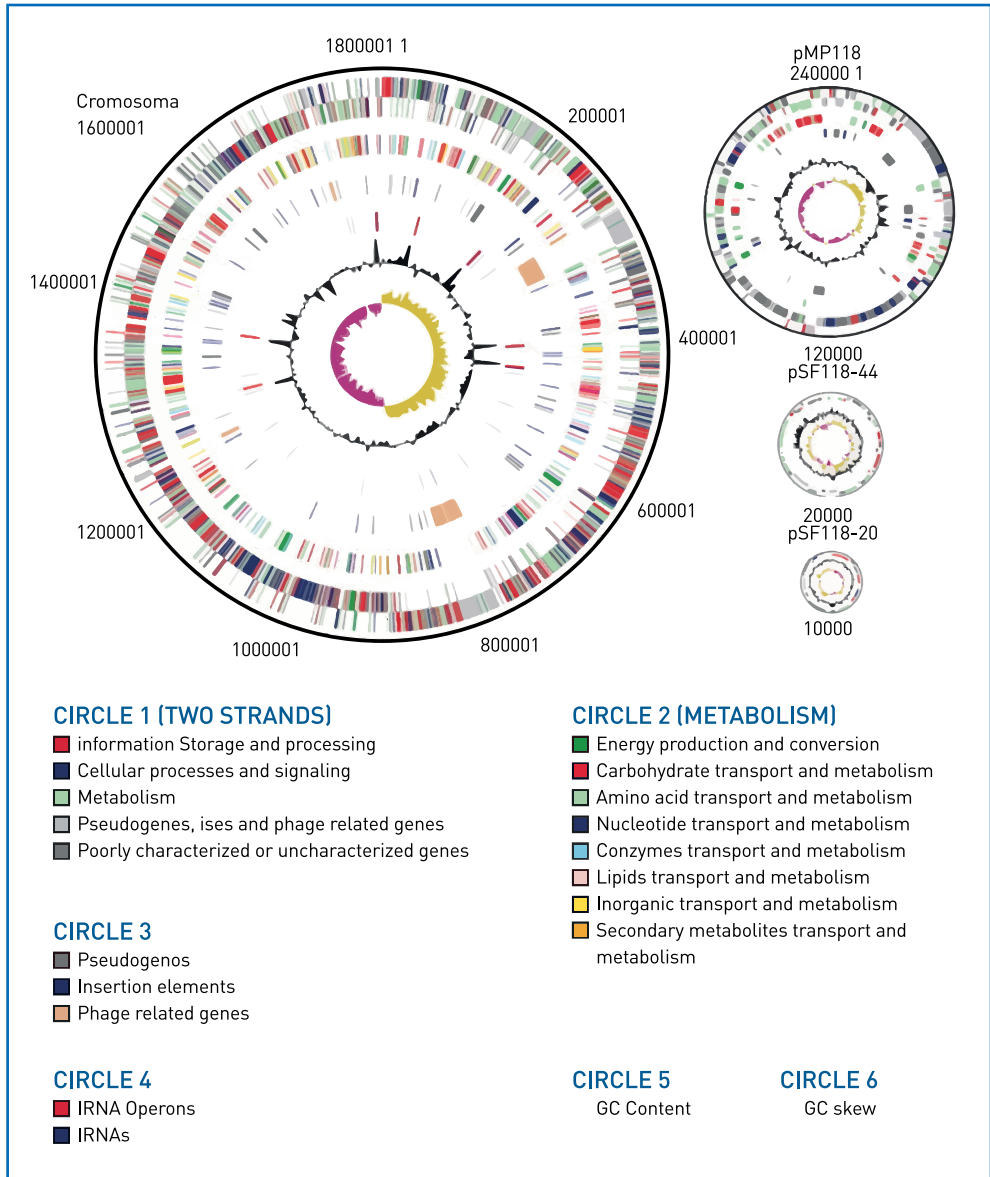 1800001 1
Cromosoma
1600001
200001
1400001
400001
1200001
600001
1000001
800001
pMP118
240000 1
120000
pSF118-44
20000
pSF118-20
10000
CIRCLE 1 (TWO STRANDS)
information Storage and processing
Cellular processes and signaling
Metabolism
Pseudogenes, ises and phage related genes
Poorly characterized or uncharacterized genes
CIRCLE 2 (METABOLISM)
Energy production and conversion
Carbohydrate transport and metabolism
Amino acid transport and metabolism
Nucleotide transport and metabolism
Conzymes transport and metabolism
Lipids transport and metabolism
Inorganic transport and metabolism
Secondary metabolites transport and
metabolism
CIRCLE 3
Pseudogenos
Insertion elements
Phage related genes
CIRCLE 4
IRNA Operons
IRNAs
CIRCLE 5
GC Content
CIRCLE 6
GC skew